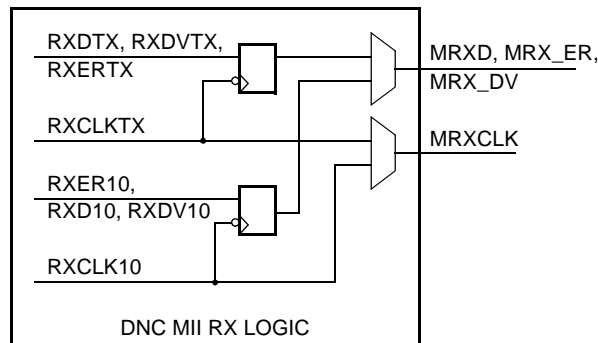 RXDTX, RXDVTX,
RXERTX
MRXD, MRX_ER,
MRX_DV
RXCLKTX
MRXCLK
RXER10,
RXD10, RXDV10
RXCLK10
DNC MII RX LOGIC